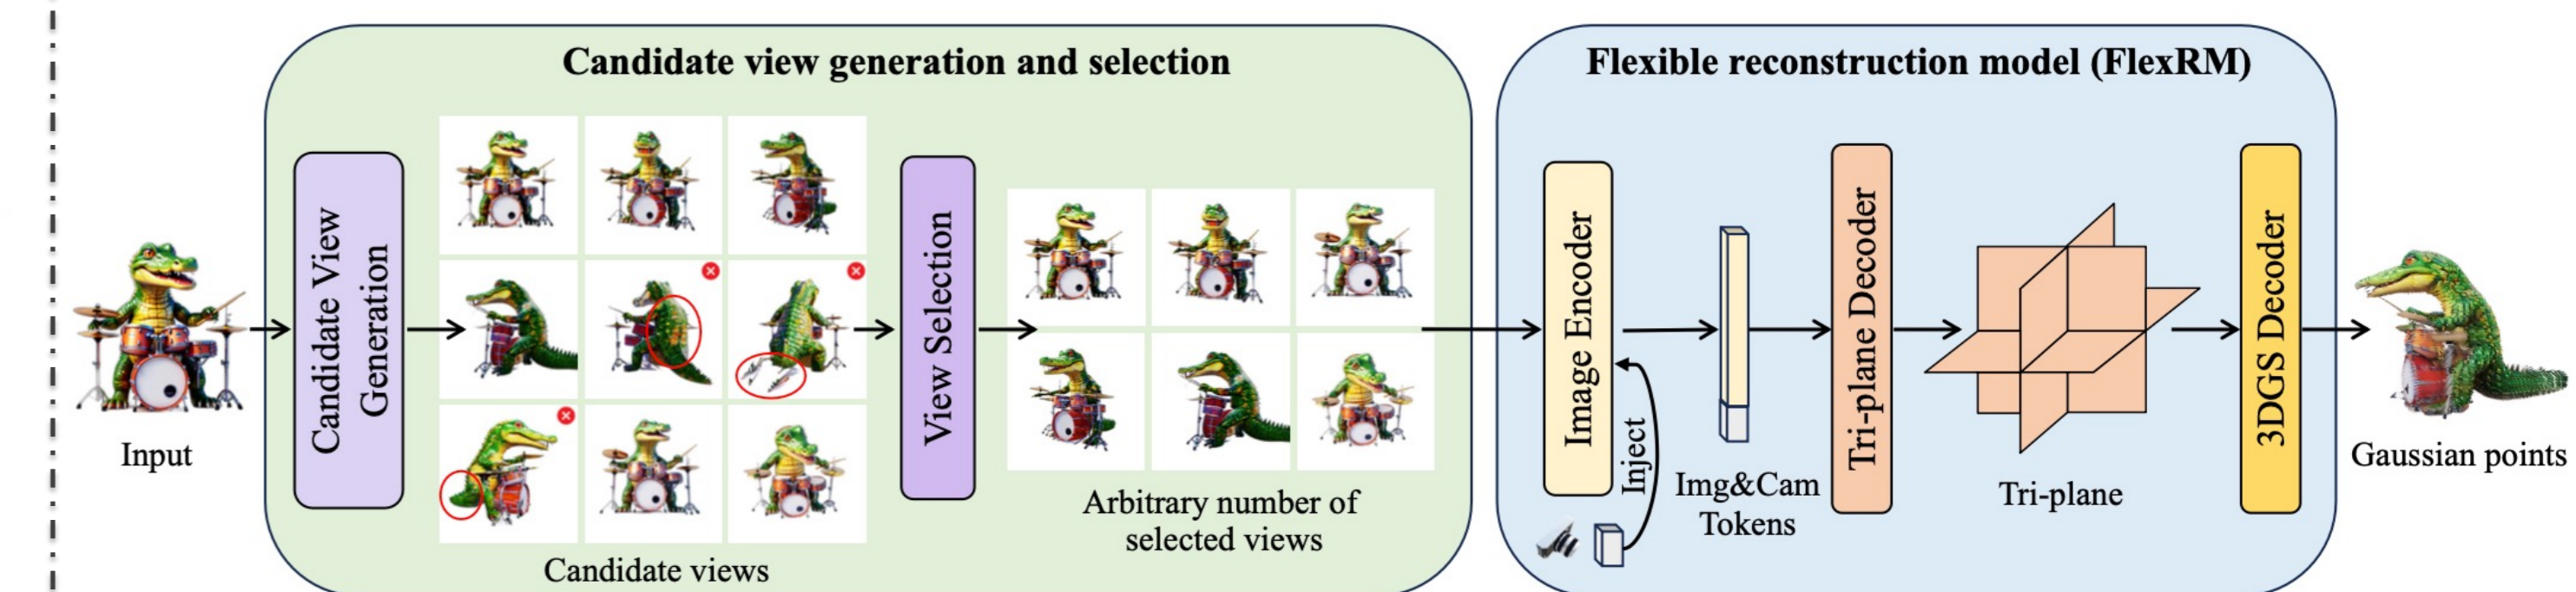 Candidate view generation and selection
Flexible reconstruction model (FlexRM)
Input
Candidate View
Generation
Candidate views
View Selection
Arbitrary number of
selected views
Image Encoder
Inject
Img&Cam
Tokens
Tri-plane Decoder
Tri-plane
3DGS Decoder
Gaussian points